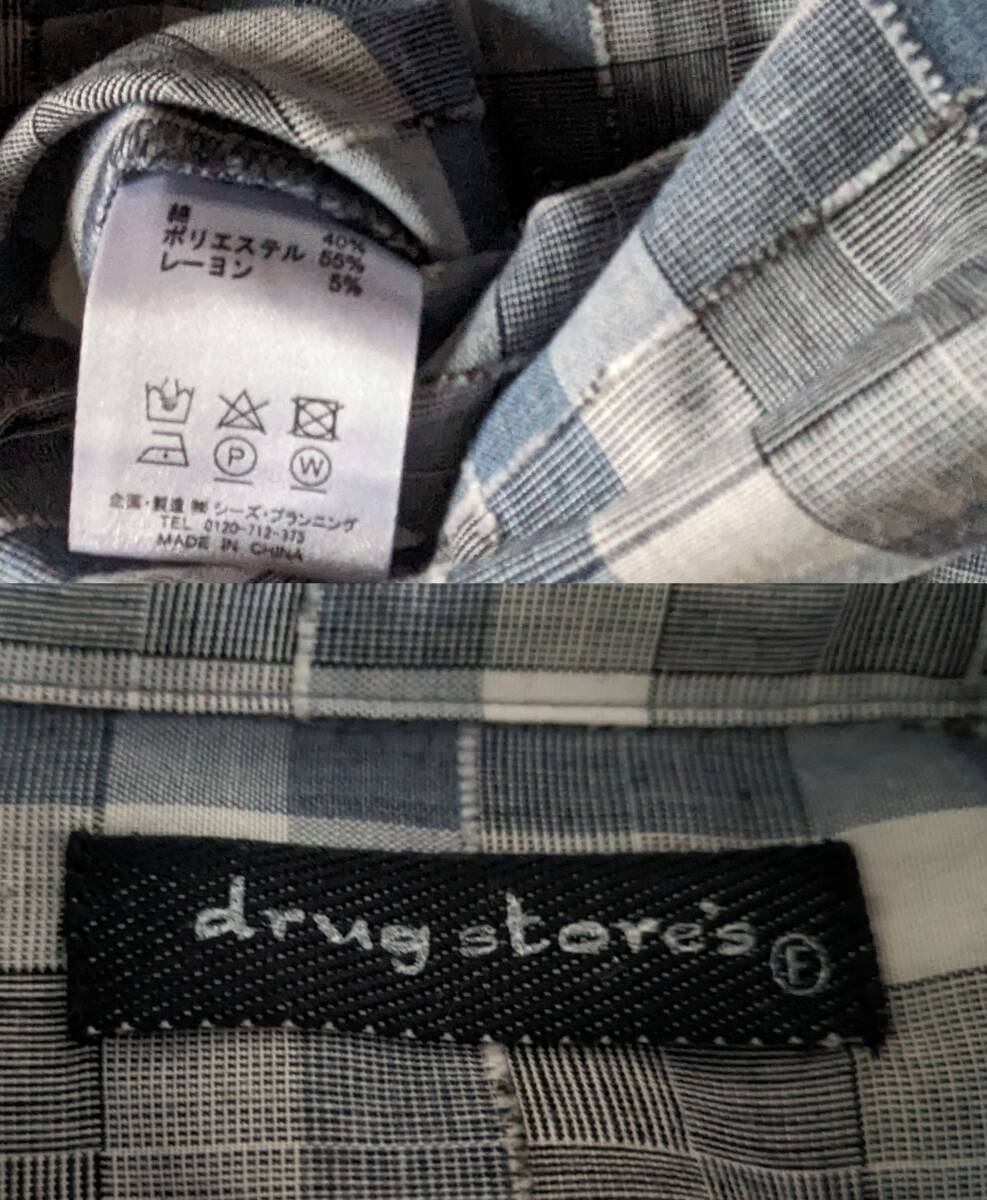 綿 40%
ポリエステル 55%
レーヨン 5%
P
W
企画・製造 ㈱シーズ・プランニング
TEL 0120-713-373
MADE IN CHINA
drug store's
F